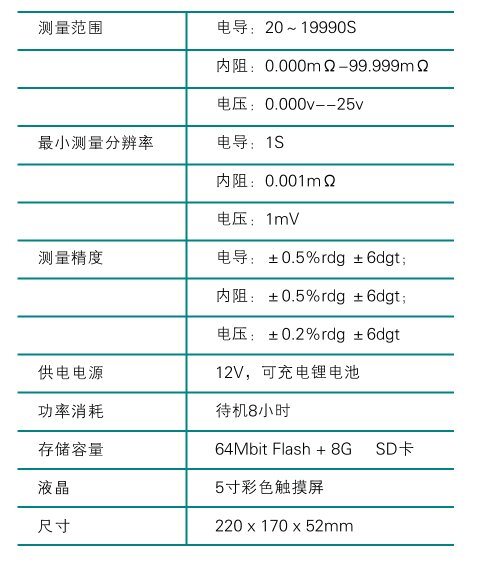 测量范围 电导：20～19990S
内阻：0.000mΩ-99.999mΩ
电压：0.000v--25v
最小测量分辨率 电导：1S
内阻：0.001mΩ
电压：1mV
测量精度 电导：±0.5%rdg ±6dgt；
内阻：±0.5%rdg ±6dgt；
电压：±0.2%rdg ±6dgt
供电电源 12V，可充电锂电池
功率消耗 待机8小时
存储容量 64Mbit Flash + 8G SD卡
液晶 5寸彩色触摸屏
尺寸 220 x 170 x 52mm